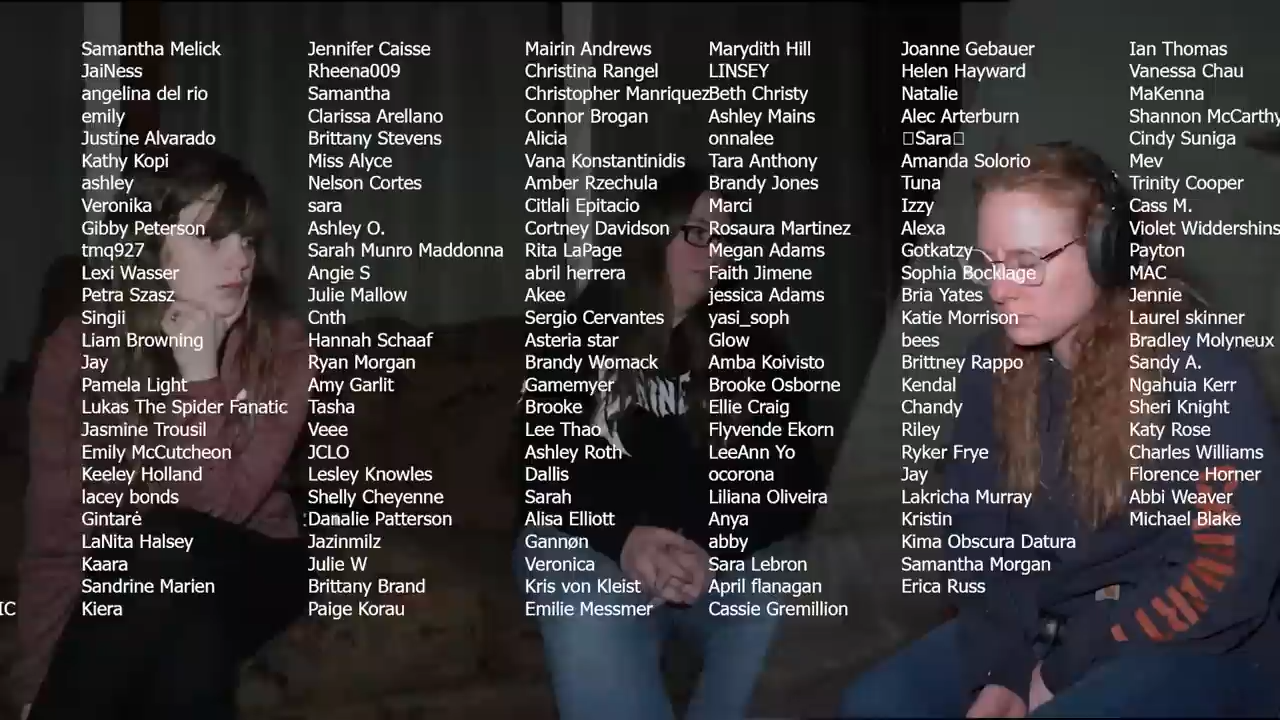 Samantha Melick
JaiNess
angelina del rio
emily
Justine Alvarado
Kathy Kopi
ashley
Veronika
Gibby Peterson
tmq927
Lexi Wasser
Petra Szasz
Singii
Liam Browning
Jay
Pamela Light
Lukas The Spider Fanatic
Jasmine Trousil
Emily McCutcheon
Keeley Holland
lacey bonds
Gintarė
LaNita Halsey
Kaara
Sandrine Marien
IC
Kiera
Jennifer Caisse
Rheena009
Samantha
Clarissa Arellano
Brittany Stevens
Miss Alyce
Nelson Cortes
sara
Ashley O.
Sarah Munro Maddonna
Angie S
Julie Mallow
Cnth
Hannah Schaaf
Ryan Morgan
Amy Garlit
Tasha
Veee
JCLO
Lesley Knowles
Shelly Cheyenne
Danalie Patterson
Jazinmilz
Julie W
Brittany Brand
Paige Korau
Mairin Andrews
Christina Rangel
Christopher Manriquez
Connor Brogan
Alicia
Vana Konstantinidis
Amber Rzechula
Citlali Epitacio
Cortney Davidson
Rita LaPage
abril herrera
Akee
Sergio Cervantes
Asteria star
Brandy Womack
Gamemyer
Brooke
Lee Thao
Ashley Roth
Dallis
Sarah
Alisa Elliott
Gannøn
Veronica
Kris von Kleist
Emilie Messmer
Marydith Hill
LINSEY
Beth Christy
Ashley Mains
onnalee
Tara Anthony
Brandy Jones
Marci
Rosaura Martinez
Megan Adams
Faith Jimene
jessica Adams
yasi_soph
Glow
Amba Koivisto
Brooke Osborne
Ellie Craig
Flyvende Ekorn
LeeAnn Yo
ocorona
Liliana Oliveira
Anya
abby
Sara Lebron
April flanagan
Cassie Gremillion
Joanne Gebauer
Helen Hayward
Natalie
Alec Arterburn
Sara
Amanda Solorio
Tuna
Izzy
Alexa
Gotkatzy
Sophia Bocklage
Bria Yates
Katie Morrison
bees
Brittney Rappo
Kendal
Chandy
Riley
Ryker Frye
Jay
Lakricha Murray
Kristin
Kima Obscura Datura
Samantha Morgan
Erica Russ
Ian Thomas
Vanessa Chau
MaKenna
Shannon McCarthy
Cindy Suniga
Mev
Trinity Cooper
Cass M.
Violet Widdershins
Payton
MAC
Jennie
Laurel skinner
Bradley Molyneux
Sandy A.
Ngahuia Kerr
Sheri Knight
Katy Rose
Charles Williams
Florence Horner
Abbi Weaver
Michael Blake